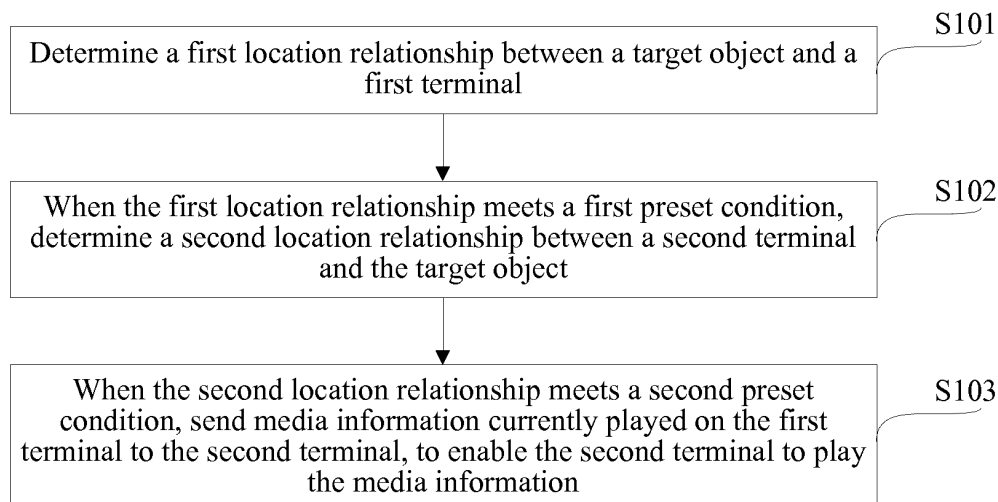 S101
Determine a first location relationship between a target object and a
first terminal
S102
When the first location relationship meets a first preset condition,
determine a second location relationship between a second terminal
and the target object
S103
When the second location relationship meets a second preset
condition, send media information currently played on the first
terminal to the second terminal, to enable the second terminal to play
the media information